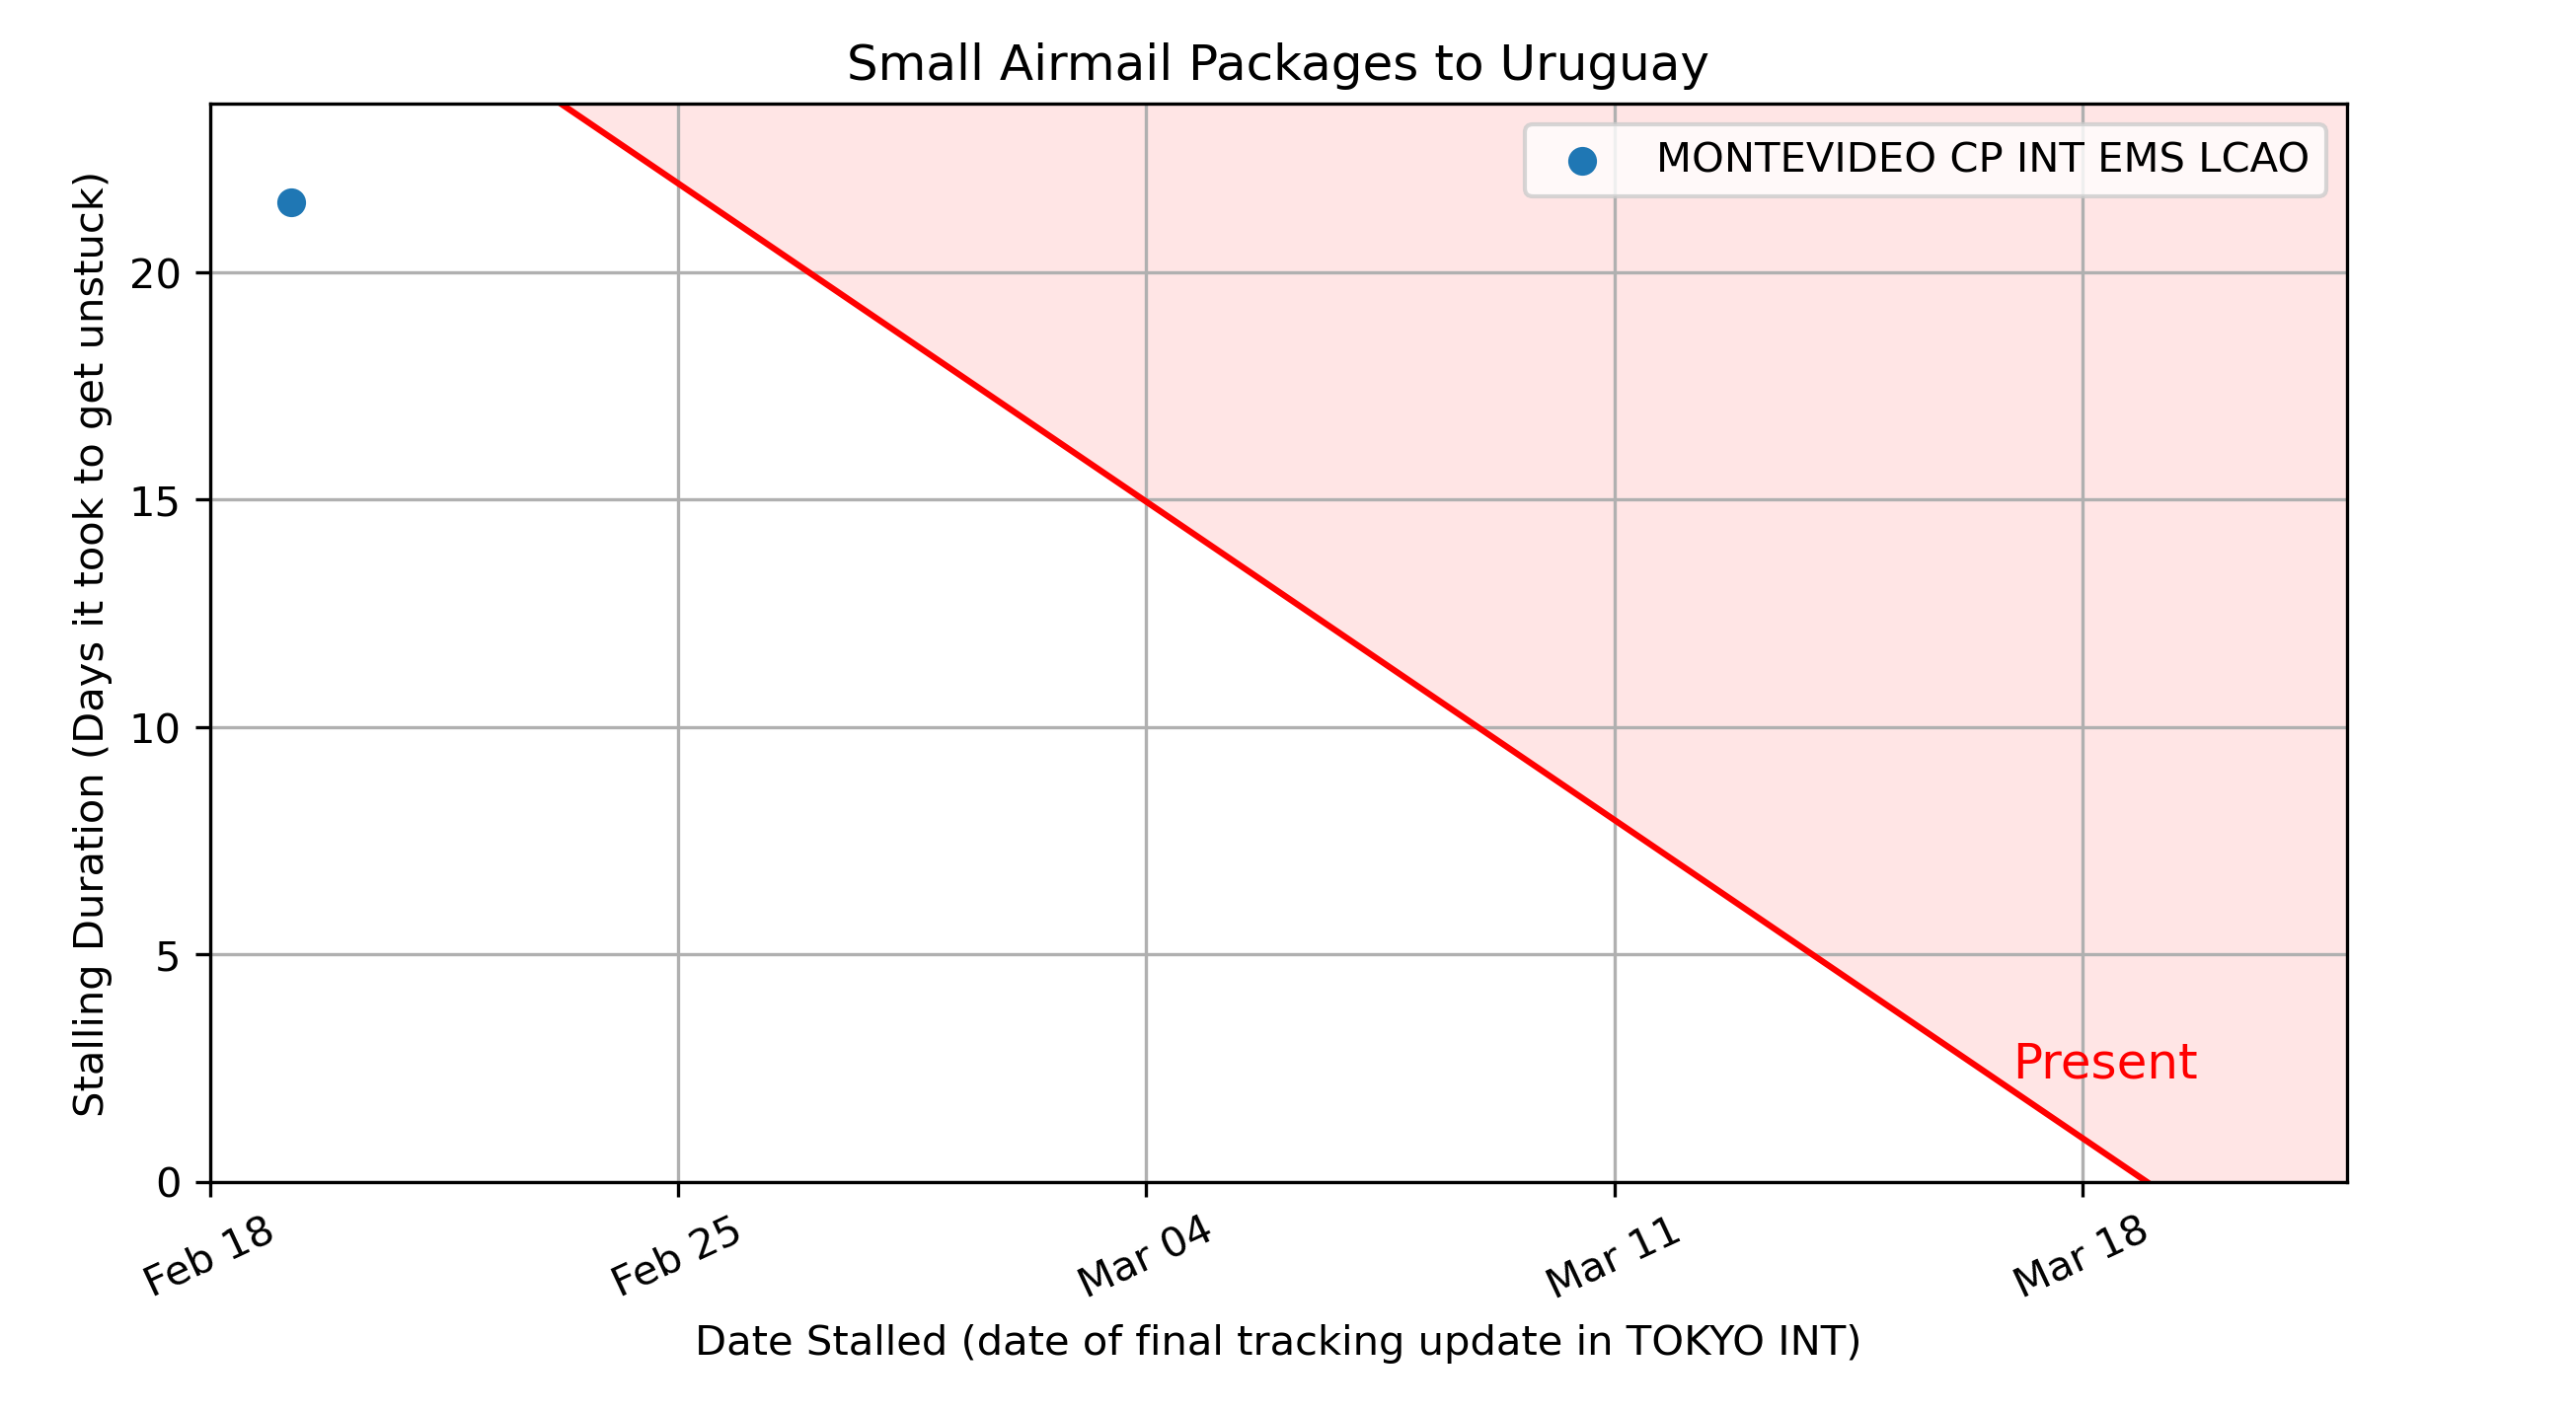 Small Airmail Packages to Uruguay
MONTEVIDEO CP INT EMS LCAO
Stalling Duration (Days it took to get unstuck)
20
15
10
5
0
Present
Feb 18
Feb 25
Mar 04
Mar 11
Mar 18
Date Stalled (date of final tracking update in TOKYO INT)